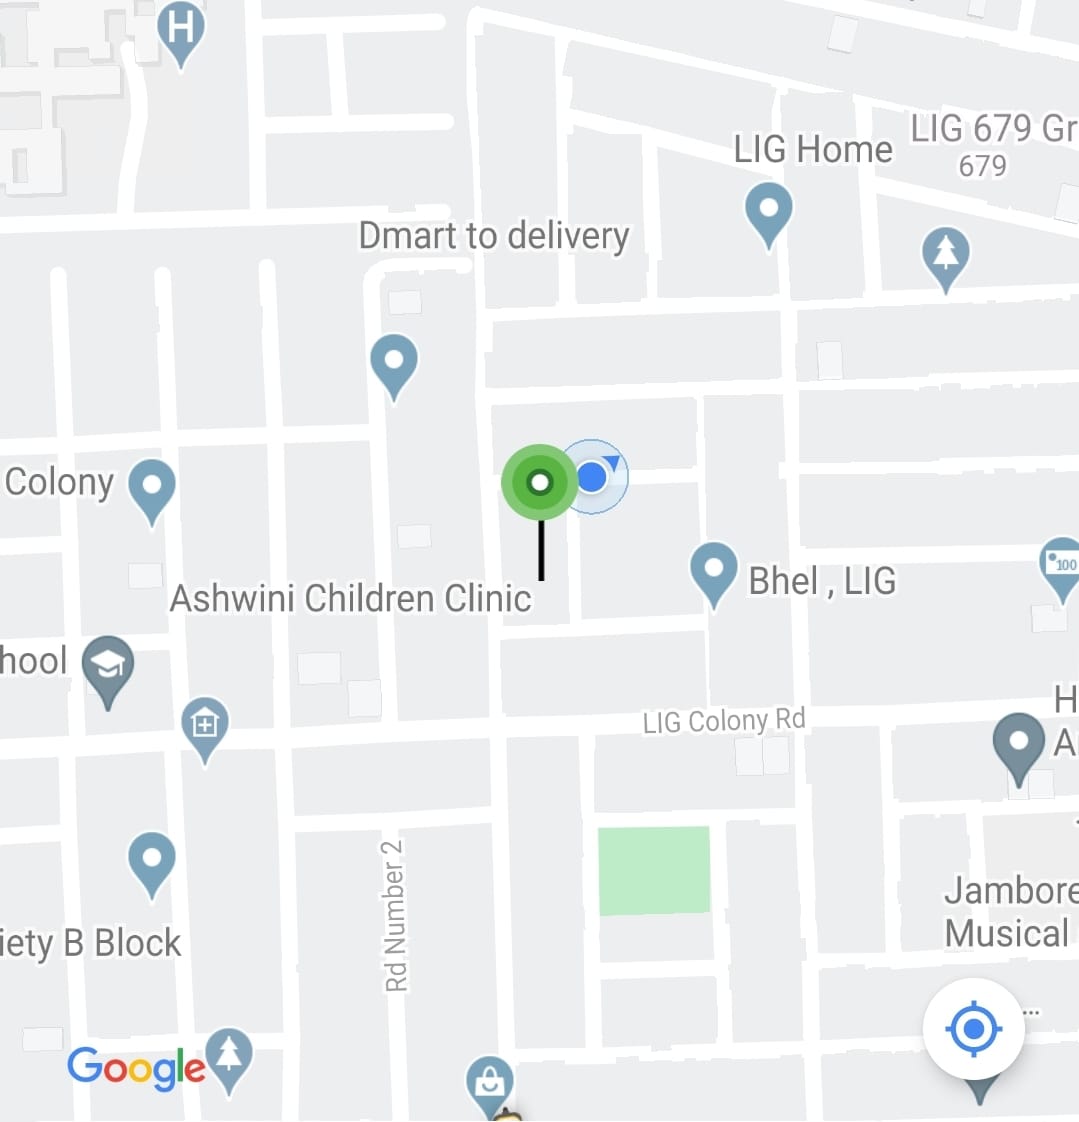 H
LIG Home
LIG 679 Gr
679
Dmart to delivery
Colony
Ashwini Children Clinic
Bhel , LIG
100
hool
LIG Colony Rd
H
A
Rd Number 2
Jambore
Musical
iety B Block
...
Google